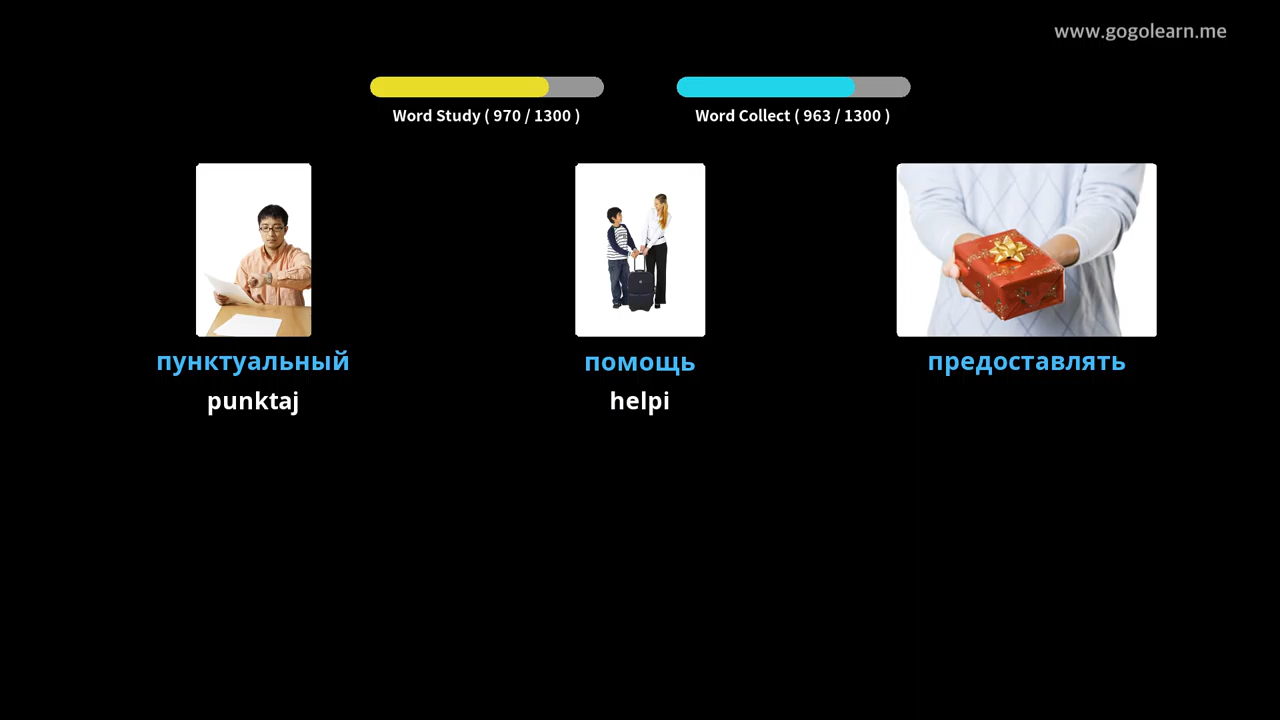 www.gogolearn.me
Word Study ( 970 / 1300 )
Word Collect ( 963 / 1300 )
пунктуальный
помощь
предоставлять
punktaj
helpi